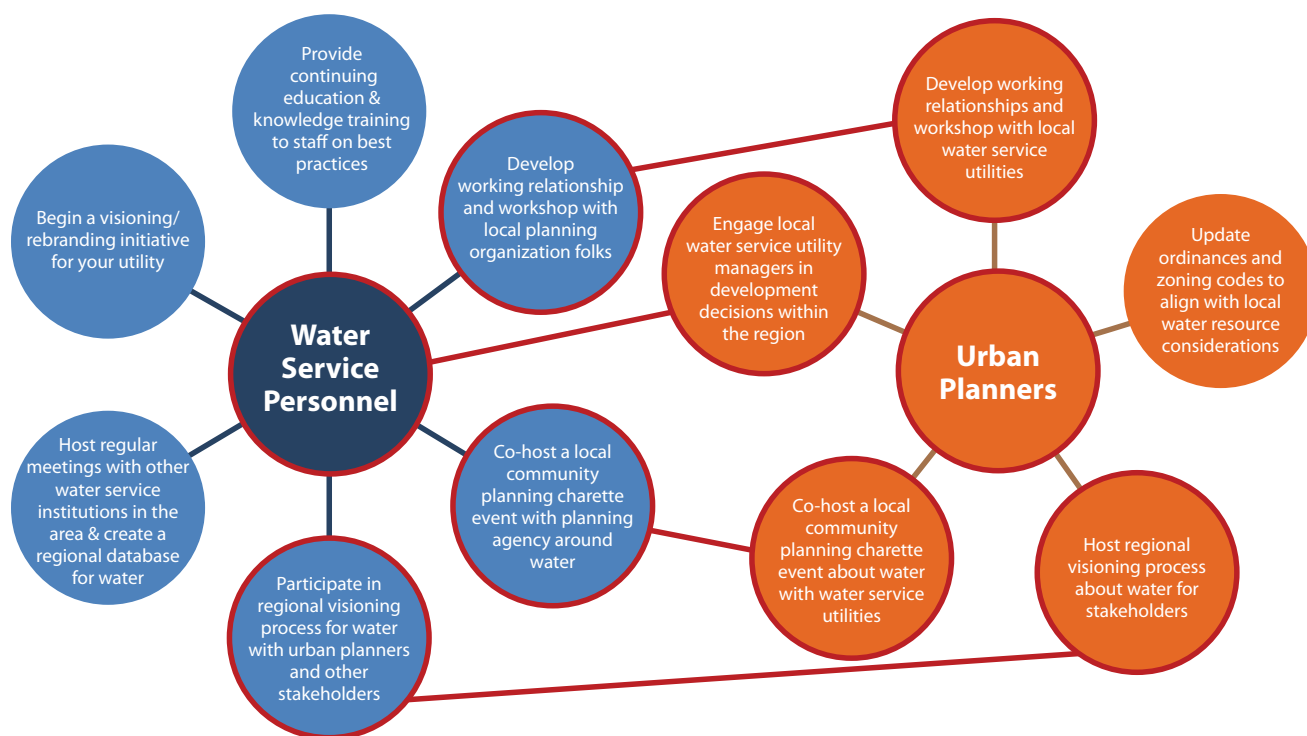 Provide
continuing
education &
knowledge training
to staff on best
practices
Begin a visioning/
rebranding initiative
for your utility
Develop
working relationship
and workshop with
local planning
organization folks
Water
Service
Personnel
Host regular
meetings with other
water service
institutions in the
area & create a
regional database
for water
Participate in
regional visioning
process for water
with urban planners
and other
stakeholders
Co-host a local
community
planning charette
event with planning
agency around
water
Develop working
relationships and
workshop with local
water service
utilities
Engage local
water service utility
managers in
development
decisions within
the region
Update
ordinances and
zoning codes to
align with local
water resource
considerations
Urban
Planners
Co-host a local
community
planning charette
event about water
with water service
utilities
Host regional
visioning process
about water for
stakeholders